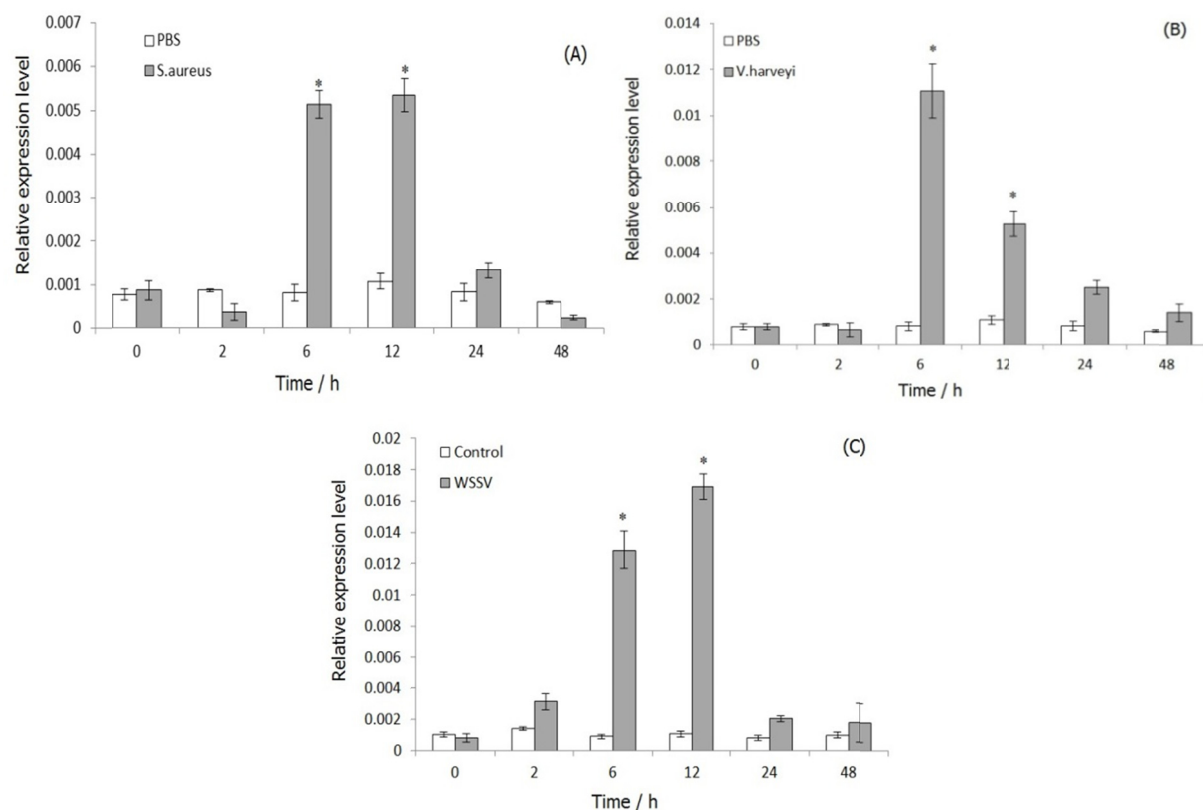 0.007
PBS
S.aureus
(A)
0.006
*
*
0.005
0.004
0.003
0.002
0.001
0
Relative expression level
0 2 6 12 24 48
Time / h
0.014
PBS
V.harveyi
(B)
*
0.012
0.01
0.008
*
0.006
0.004
0.002
0
Relative expression level
0 2 6 12 24 48
Time / h
0.02
Control
WSSV
(C)
*
0.018
0.016
*
0.014
0.012
0.01
0.008
0.006
0.004
0.002
0
Relative expression level
0 2 6 12 24 48
Time / h